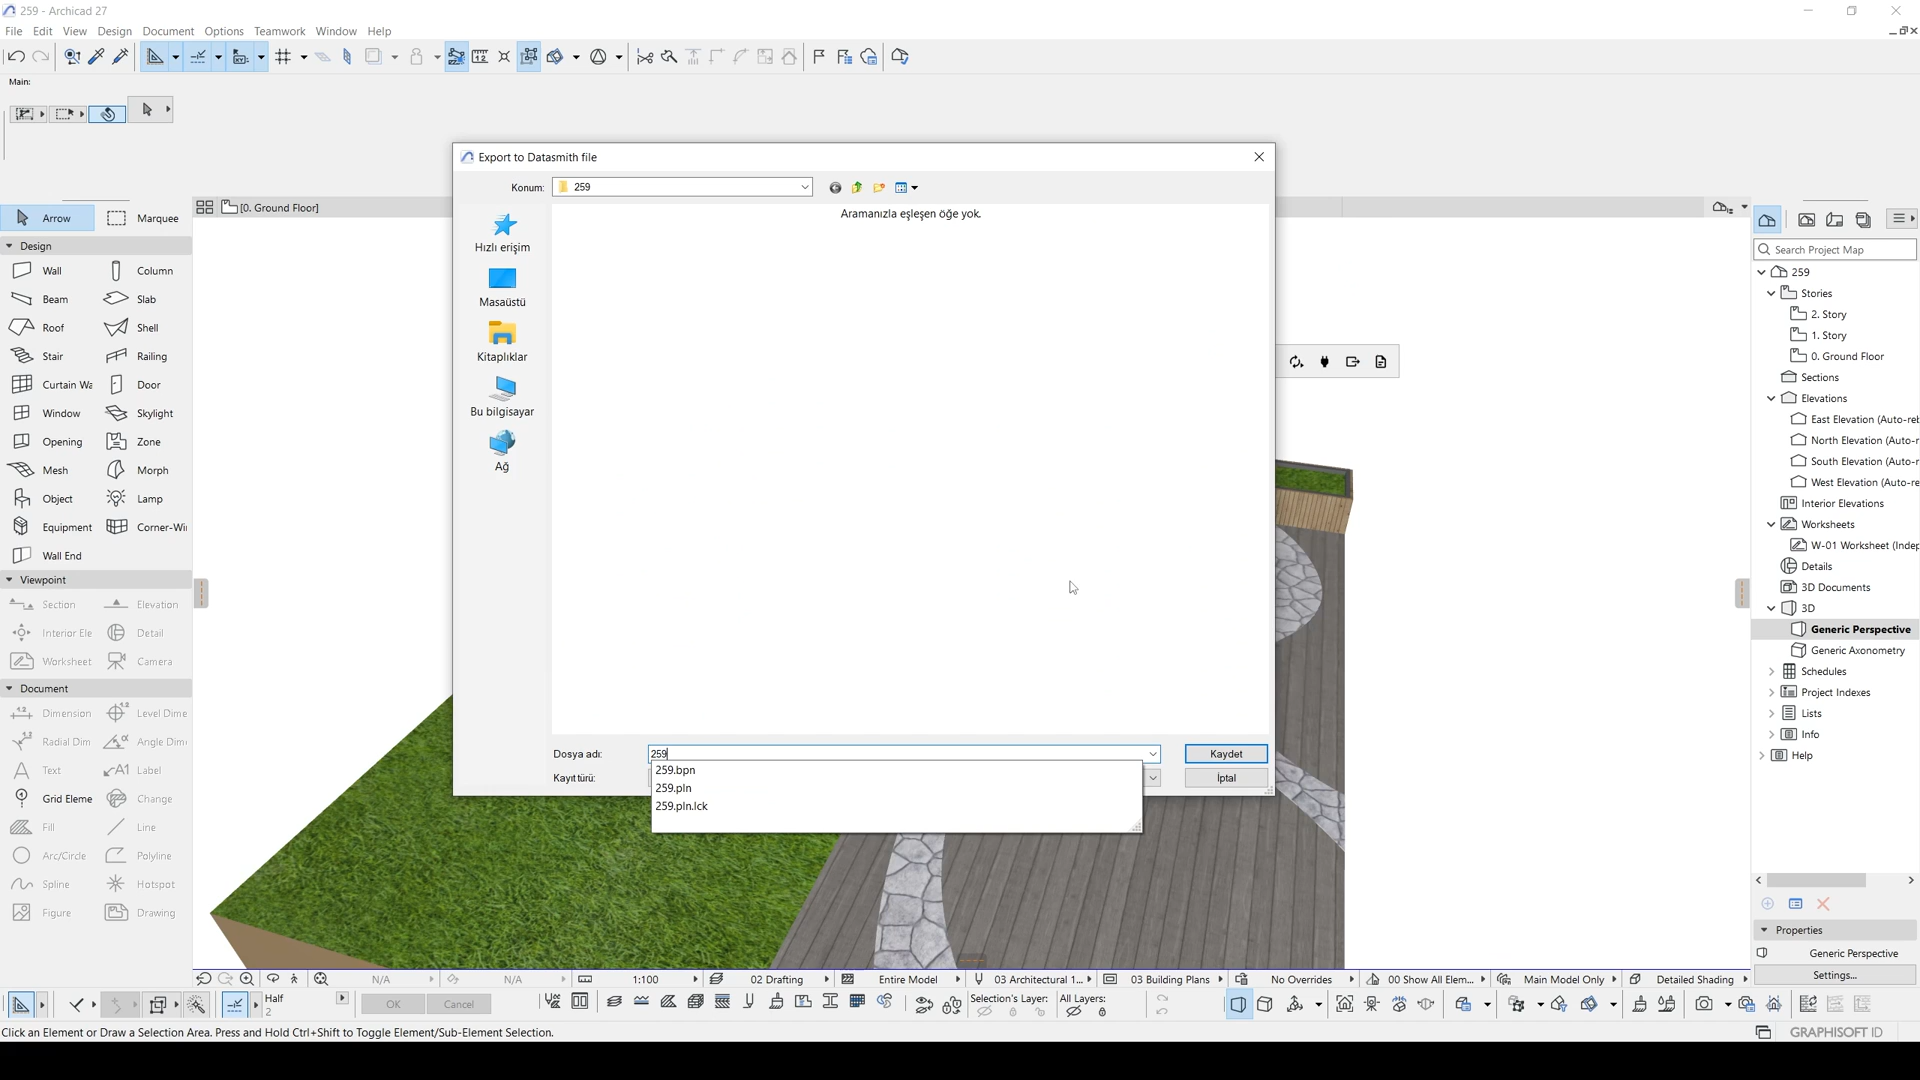 259 - Archicad 27
File Edit View Design Document Options Teamwork Window Help
Main:
Export to Datasmith file
Konum: 259
Aramanızla eşleşen öğe yok.
Hızlı erişim
Masaüstü
Kitaplıklar
Bu bilgisayar
Ağ
Dosya adı: 259 Kaydet
Kayıt türü: İptal
259.bpn
259.pln
259.pln.lck
Arrow Marquee
[0. Ground Floor]
Design
Wall Column
Beam Slab
Roof Shell
Stair Railing
Curtain Wa Door
Window Skylight
Opening Zone
Mesh Morph
Object Lamp
Equipment Corner-Wi
Wall End
Viewpoint
Section Elevation
Interior Ele Detail
Worksheet Camera
Document
Dimension Level Dime
Radial Dim Angle Dim
Text Label
Grid Eleme Change
Fill Line
Arc/Circle Polyline
Spline Hotspot
Figure Drawing
Search Project Map
259
Stories
2. Story
1. Story
0. Ground Floor
Sections
Elevations
East Elevation (Auto-reb
North Elevation (Auto-r
South Elevation (Auto-r
West Elevation (Auto-re
Interior Elevations
Worksheets
W-01 Worksheet (Indep
Details
3D Documents
3D
Generic Perspective
Generic Axonometry
Schedules
Project Indexes
Lists
Info
Help
Properties
Generic Perspective
Settings...
N/A N/A 1:100 02 Drafting Entire Model 03 Architectural 1... 03 Building Plans No Overrides 00 Show All Elem... Main Model Only Detailed Shading
Half
2
OK Cancel
Selection's Layer: All Layers:
Click an Element or Draw a Selection Area. Press and Hold Ctrl+Shift to Toggle Element/Sub-Element Selection.
GRAPHISOFT ID